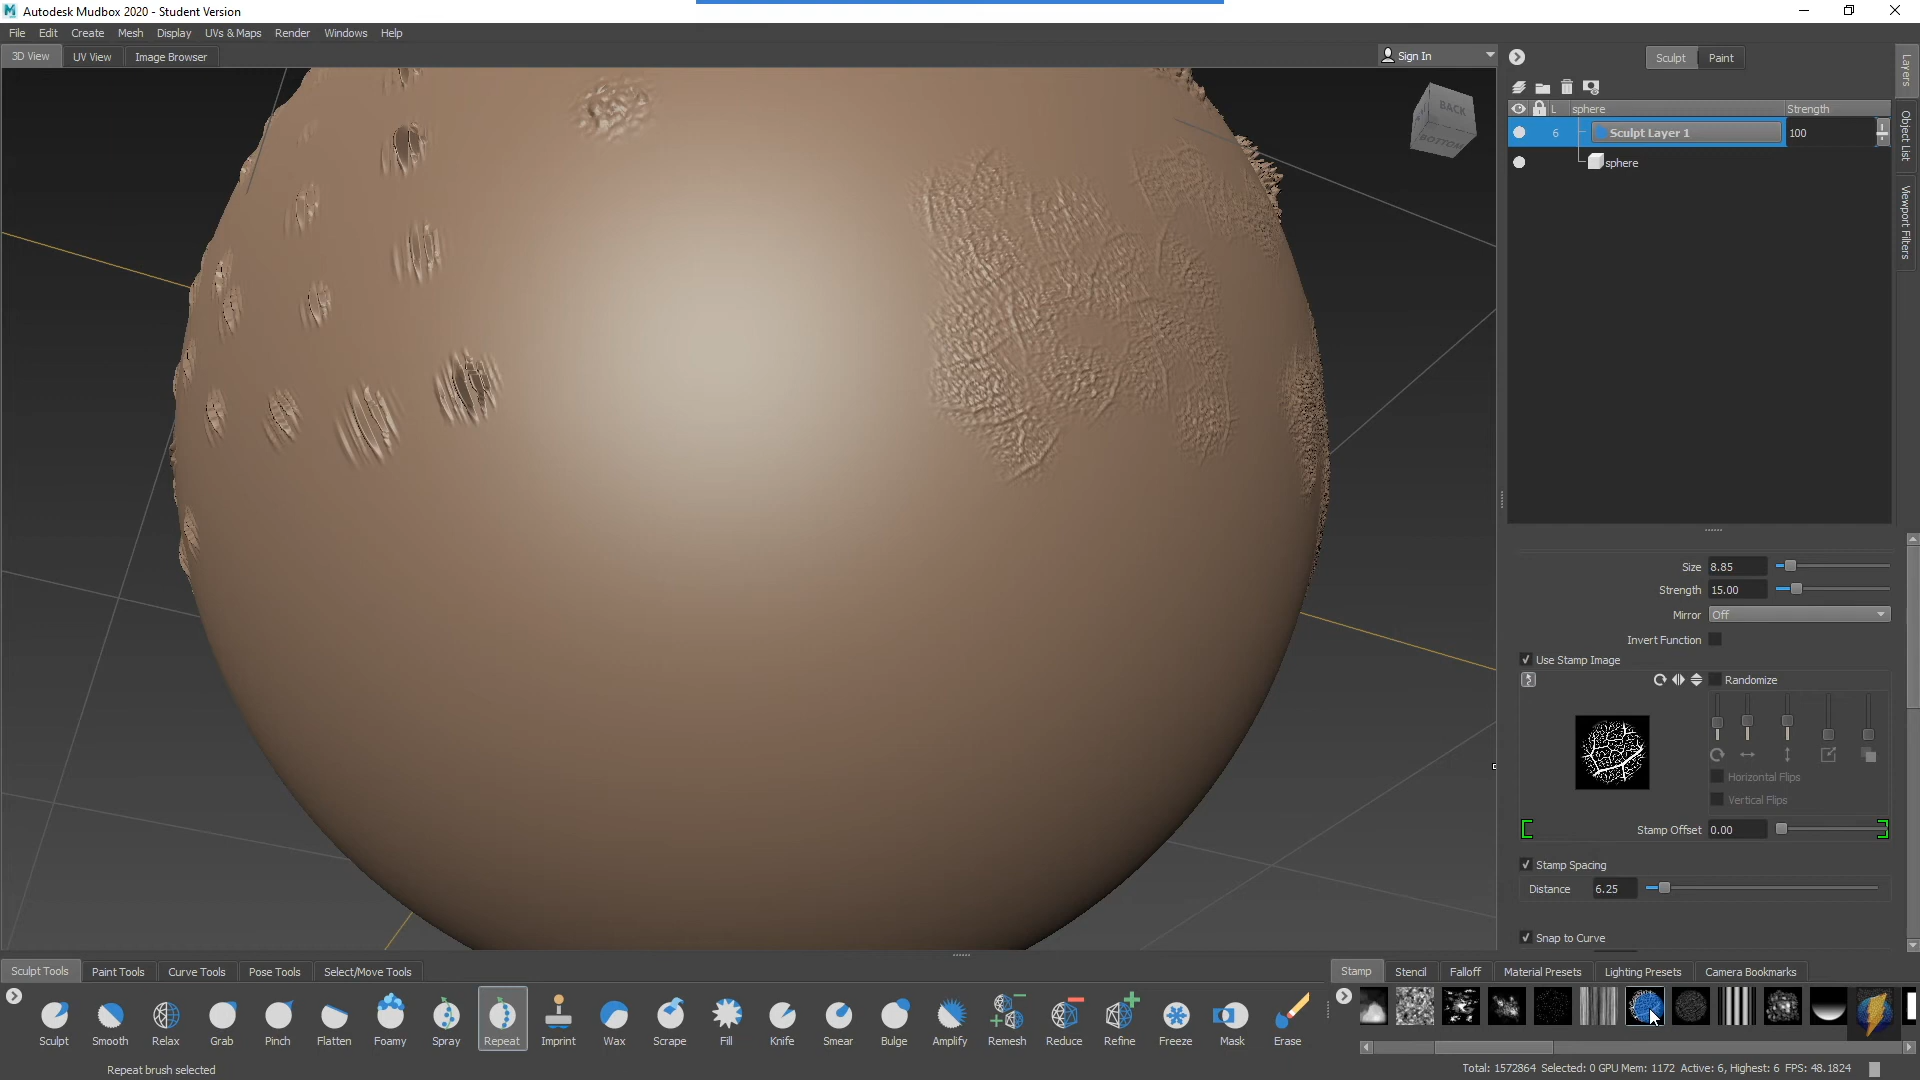 Autodesk Mudbox 2020 - Student Version
File Edit Create Mesh Display UVs & Maps Render Windows Help
3D View UV View Image Browser
Sign In
Sculpt Paint
Layers
Object List
Viewport Filters
L sphere Strength
6 Sculpt Layer 1 100
sphere
BACK
BOTTOM
Size 8.85
Strength 15.00
Mirror Off
Invert Function
Use Stamp Image
Randomize
Horizontal Flips
Vertical Flips
Stamp Offset 0.00
Stamp Spacing
Distance 6.25
Snap to Curve
Sculpt Tools Paint Tools Curve Tools Pose Tools Select/Move Tools
Stamp Stencil Falloff Material Presets Lighting Presets Camera Bookmarks
Sculpt Smooth Relax Grab Pinch Flatten Foamy Spray Repeat Imprint Wax Scrape Fill Knife Smear Bulge Amplify Remesh Reduce Refine Freeze Mask Erase
Repeat brush selected
Total: 1572864 Selected: 0 GPU Mem: 1172 Active: 6, Highest: 6 FPS: 48.1824